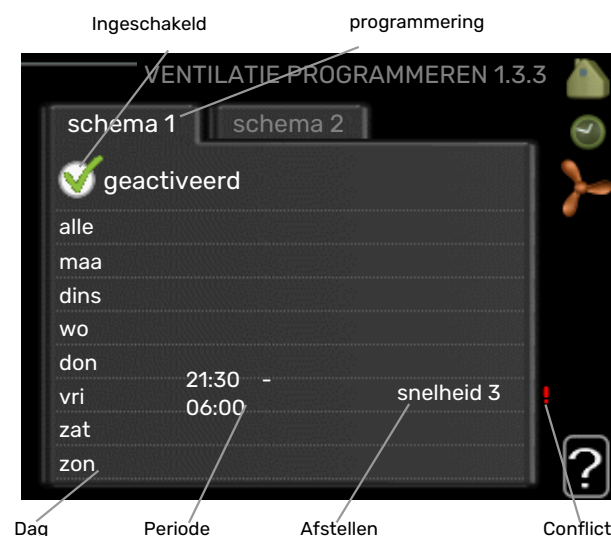 Ingeschakeld programmering
VENTILATIE PROGRAMMEREN 1.3.3
schema 1 schema 2
geactiveerd
alle
maa
dins
wo
don
21:30 -
vri snelheid 3 !
06:00
zat
zon ?
Dag Periode Afstellen Conflict